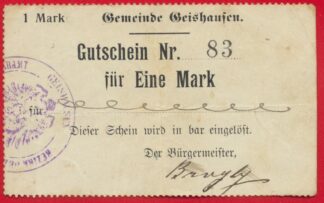 1 Mark Gemeinde Geishausen.
Gutschein Nr. 83
für Eine Mark
für
Dieser Schein wird in bar eingelöst.
Der Bürgermeister,
Brogly